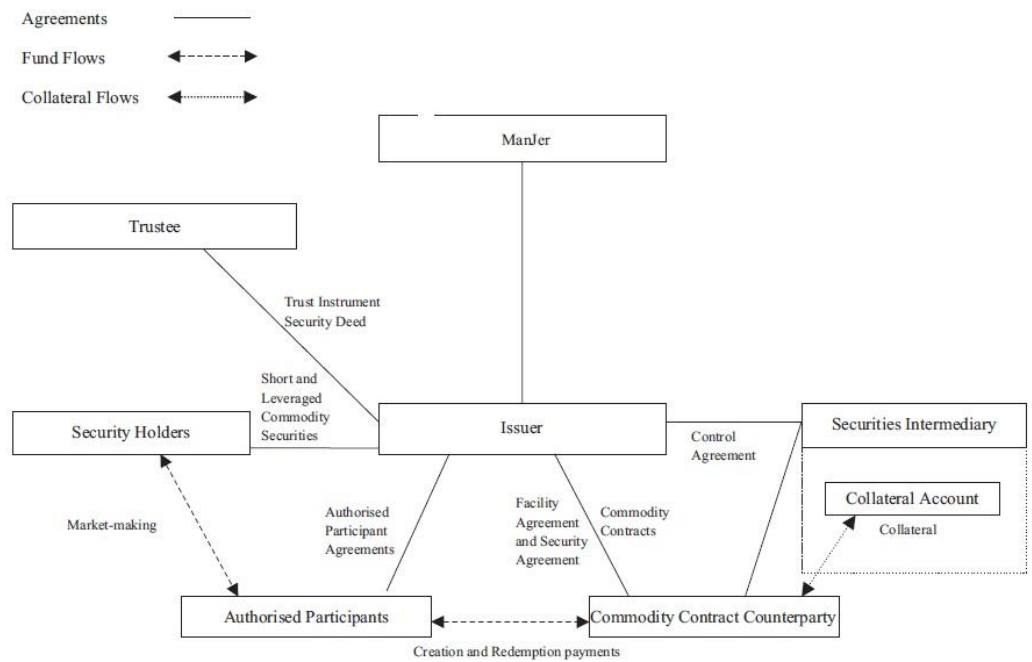 Agreements
Fund Flows
Collateral Flows
ManJer
Trustee
Trust Instrument
Security Deed
Short and
Leveraged
Commodity
Securities
Security Holders
Issuer
Securities Intermediary
Control
Agreement
Collateral Account
Collateral
Market-making
Authorised
Participant
Agreements
Facility
Agreement
and Security
Agreement
Commodity
Contracts
Authorised Participants
Commodity Contract Counterparty
Creation and Redemption payments